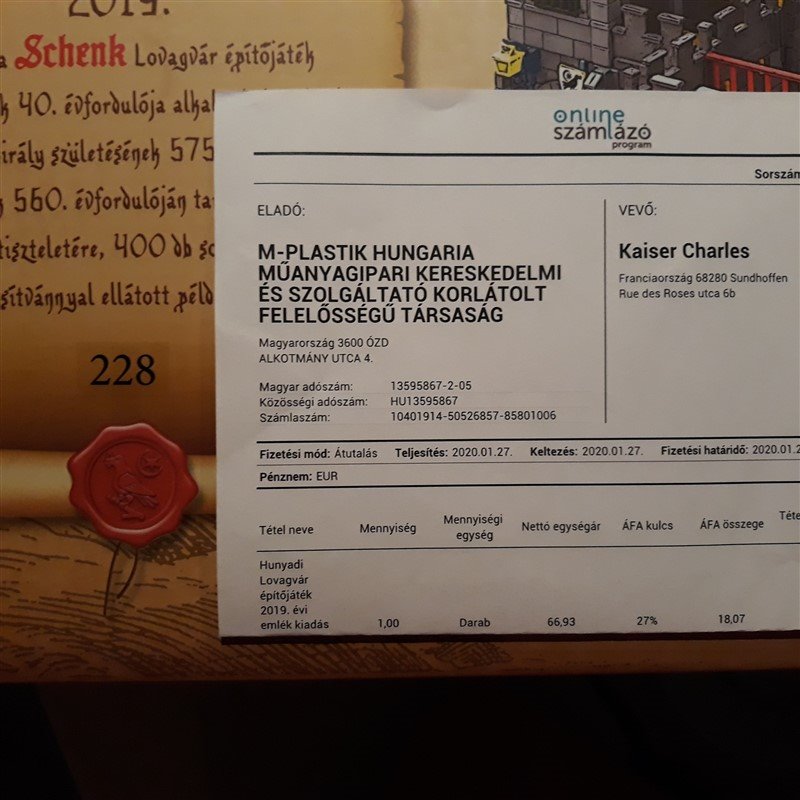 2019.
a Schenk Lovagvár építőjáték
k 40. évfordulója alkal
irály születésének 575
560. évfordulóján ta
tiszteletére, 400 db so
sítvánnyal ellátott péld
228
online
számlázó
program
Sorszám
ELADÓ:
M-PLASTIK HUNGARIA
MŰANYAGIPARI KERESKEDELMI
ÉS SZOLGÁLTATÓ KORLÁTOLT
FELELŐSSÉGŰ TÁRSASÁG
Magyarország 3600 ÓZD
ALKOTMÁNY UTCA 4.
Magyar adószám: 13595867-2-05
Közösségi adószám: HU13595867
Számlaszám: 10401914-50526857-85801006
VEVŐ:
Kaiser Charles
Franciaország 68280 Sundhoffen
Rue des Roses utca 6b
Fizetési mód: Átutalás Teljesítés: 2020.01.27. Keltezés: 2020.01.27. Fizetési határidő: 2020.01.2
Pénznem: EUR
Tétel neve Mennyiség Mennyiségi egység Nettó egységár ÁFA kulcs ÁFA összege Téte
Hunyadi
Lovagvár
építőjáték
2019. évi
emlék kiadás 1,00 Darab 66,93 27% 18,07